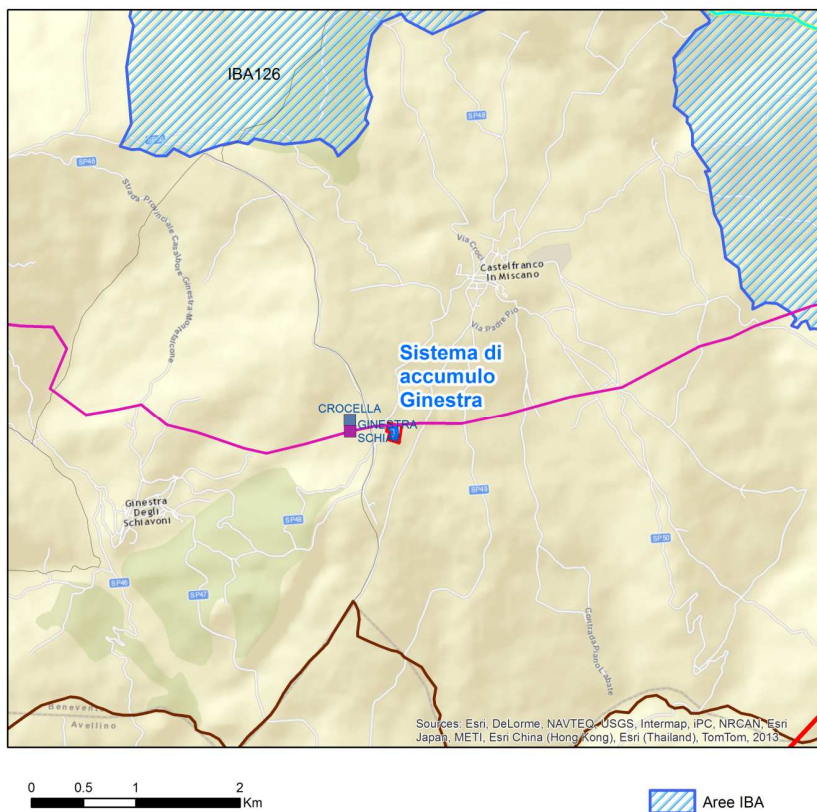 IBA126
SP48
SP45
Strada Provinciale Casalbore-Ginestra-Montefalcone
Via Croci
Castelfranco
In Miscano
Via Padre Pio
Sistema di
accumulo
Ginestra
CROCELLA
GINESTRA
SCHIA
Ginestra
Degli
Schiavoni
SP48
SP49
SP50
SP46
SP47
Contrada Piano L'abate
Benevento
Avellino
Sources: Esri, DeLorme, NAVTEQ, USGS, Intermap, iPC, NRCAN, Esri
Japan, METI, Esri China (Hong Kong), Esri (Thailand), TomTom, 2013
0 0.5 1 2
Km
Aree IBA